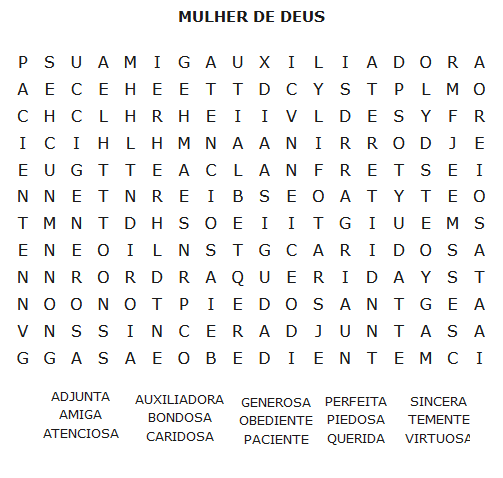 MULHER DE DEUS
P S U A M I G A U X I L I A D O R A
A E C E H E E T T D C Y S T P L M O
C H C L H R H E I I V L D E S Y F R
I C I H L H M N A A N I R R O D J E
E U G T T E A C L A N F R E T S E I
N N E T N R E I B S E O A T Y T E O
T M N T D H S O E I I T G I U E M S
E N E O I L N S T G C A R I D O S A
N N R O R D R A Q U E R I D A Y S T
N O O N O T P I E D O S A N T G E A
V N S S I N C E R A D J U N T A S A
G G A S A E O B E D I E N T E M C I
ADJUNTA AUXILIADORA GENEROSA PERFEITA SINCERA
AMIGA BONDOSA OBEDIENTE PIEDOSA TEMENTE
ATENCIOSA CARIDOSA PACIENTE QUERIDA VIRTUOSA